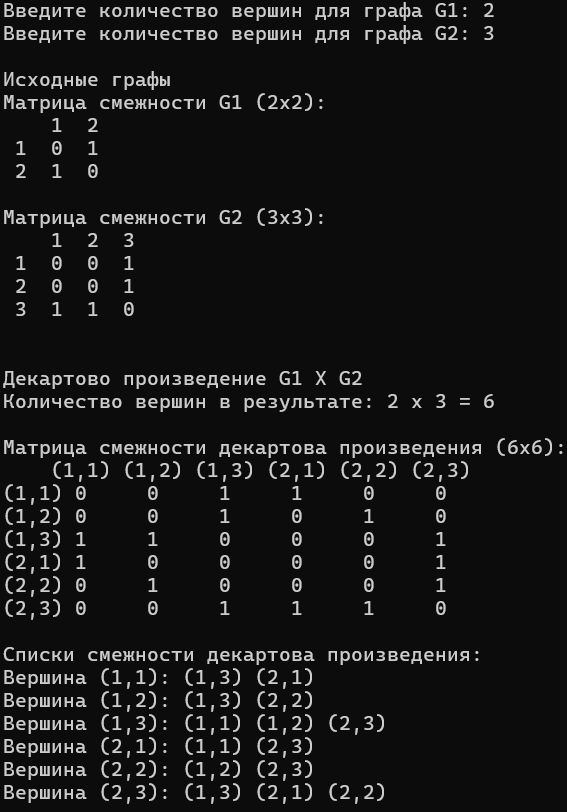 Введите количество вершин для графа G1: 2
Введите количество вершин для графа G2: 3
Исходные графы
Матрица смежности G1 (2x2):
1 2
1 0 1
2 1 0
Матрица смежности G2 (3x3):
1 2 3
1 0 0 1
2 0 0 1
3 1 1 0
Декартово произведение G1 X G2
Количество вершин в результате: 2 x 3 = 6
Матрица смежности декартова произведения (6x6):
(1,1) (1,2) (1,3) (2,1) (2,2) (2,3)
(1,1) 0 0 1 1 0 0
(1,2) 0 0 1 0 1 0
(1,3) 1 1 0 0 0 1
(2,1) 1 0 0 0 0 1
(2,2) 0 1 0 0 0 1
(2,3) 0 0 1 1 1 0
Списки смежности декартова произведения:
Вершина (1,1): (1,3) (2,1)
Вершина (1,2): (1,3) (2,2)
Вершина (1,3): (1,1) (1,2) (2,3)
Вершина (2,1): (1,1) (2,3)
Вершина (2,2): (1,2) (2,3)
Вершина (2,3): (1,3) (2,1) (2,2)